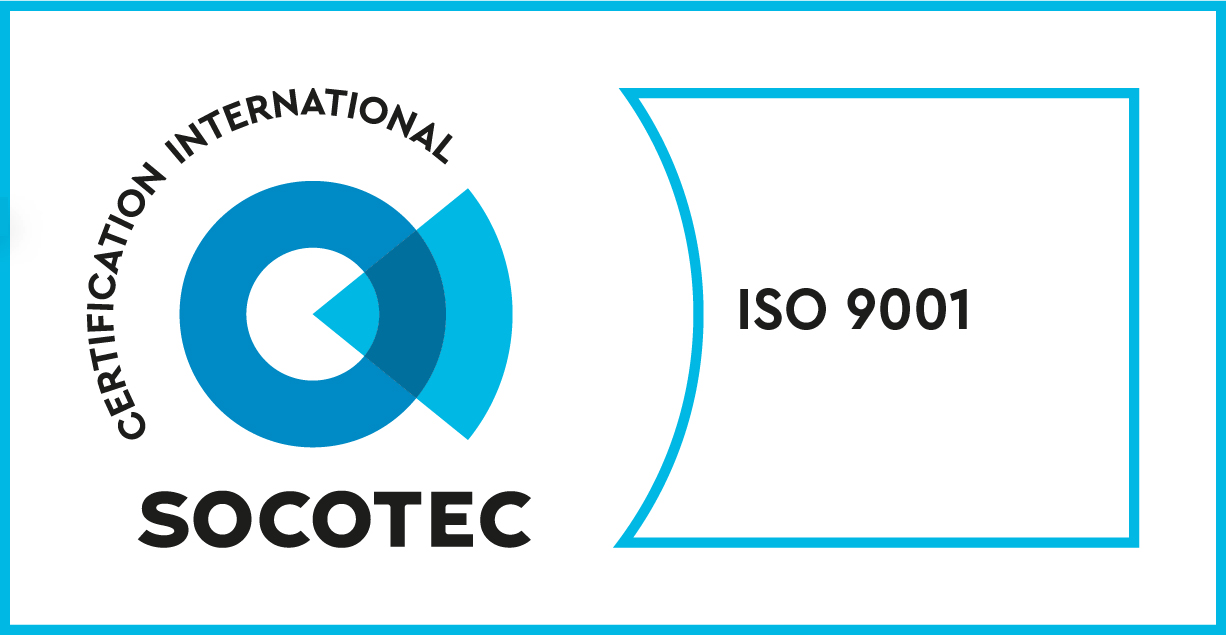 CERTIFICATION INTERNATIONAL
SOCOTEC
ISO 9001